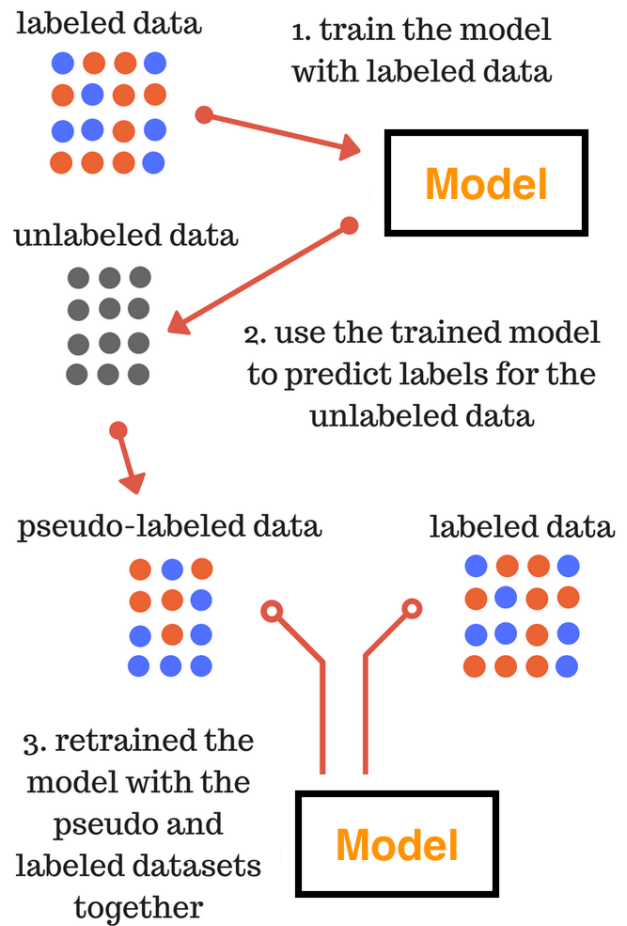 labeled data
1. train the model
with labeled data
Model
unlabeled data
2. use the trained model
to predict labels for the
unlabeled data
pseudo-labeled data
labeled data
3. retrained the
model with the
pseudo and
labeled datasets
together
Model